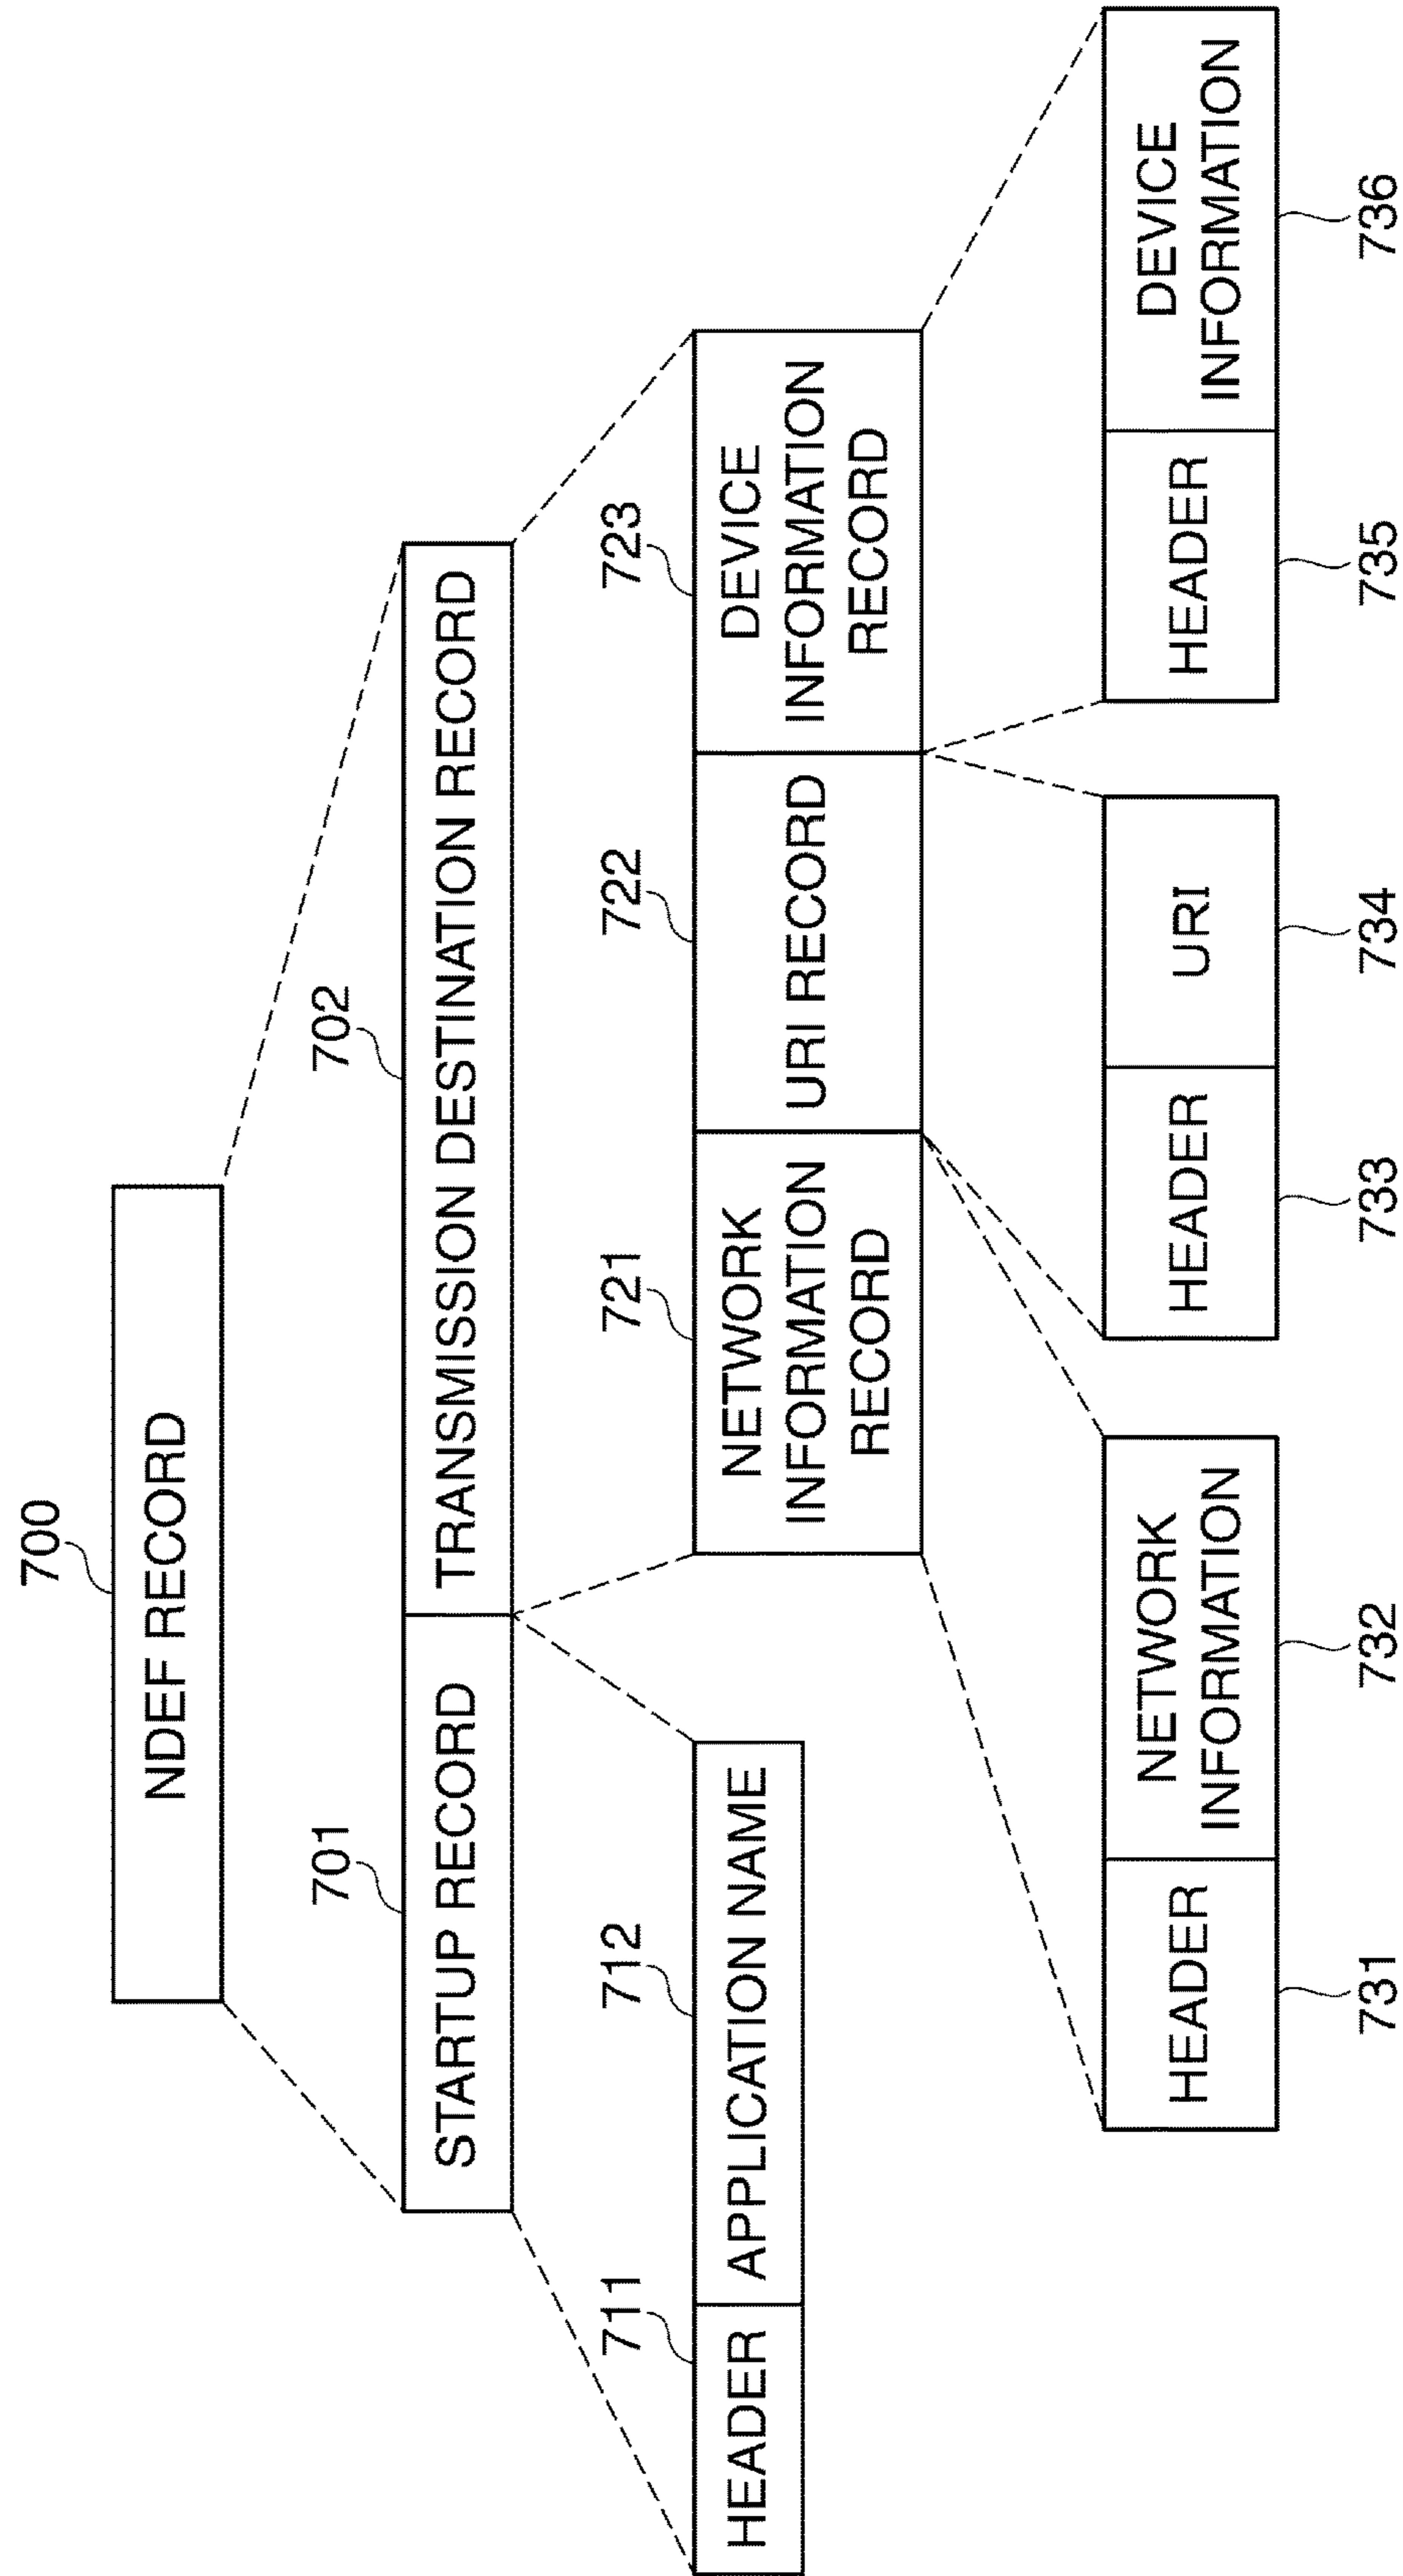 700
NDEF RECORD
701
702
STARTUP RECORD
TRANSMISSION DESTINATION RECORD
711
712
HEADER
APPLICATION NAME
721
722
723
NETWORK
INFORMATION
RECORD
URI RECORD
DEVICE
INFORMATION
RECORD
HEADER
NETWORK
INFORMATION
HEADER
URI
HEADER
DEVICE
INFORMATION
731
732
733
734
735
736